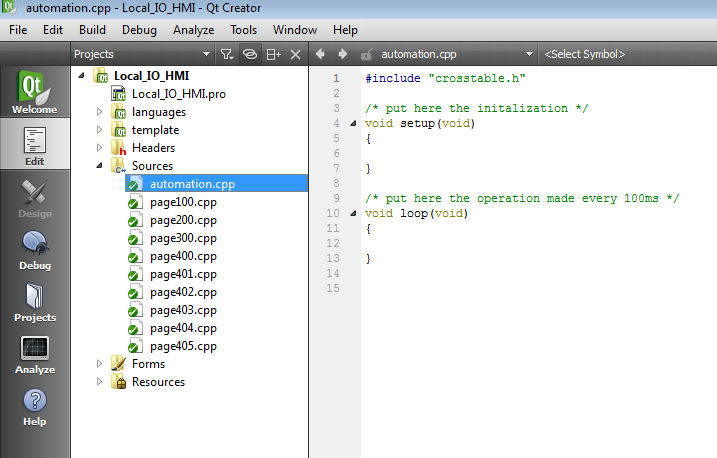 automation.cpp - Local_IO_HMI - Qt Creator
File Edit Build Debug Analyze Tools Window Help
Projects automation.cpp <Select Symbol>
Qt Welcome
Edit
Design
Debug
Projects
Analyze
Help
Local_IO_HMI
Local_IO_HMI.pro
languages
template
Headers
Sources
automation.cpp
page100.cpp
page200.cpp
page300.cpp
page400.cpp
page401.cpp
page402.cpp
page403.cpp
page404.cpp
page405.cpp
Forms
Resources
1 #include "crosstable.h"
2
3 /* put here the initalization */
4 void setup(void)
5 {
6
7 }
8
9 /* put here the operation made every 100ms */
10 void loop(void)
11 {
12
13 }
14
15